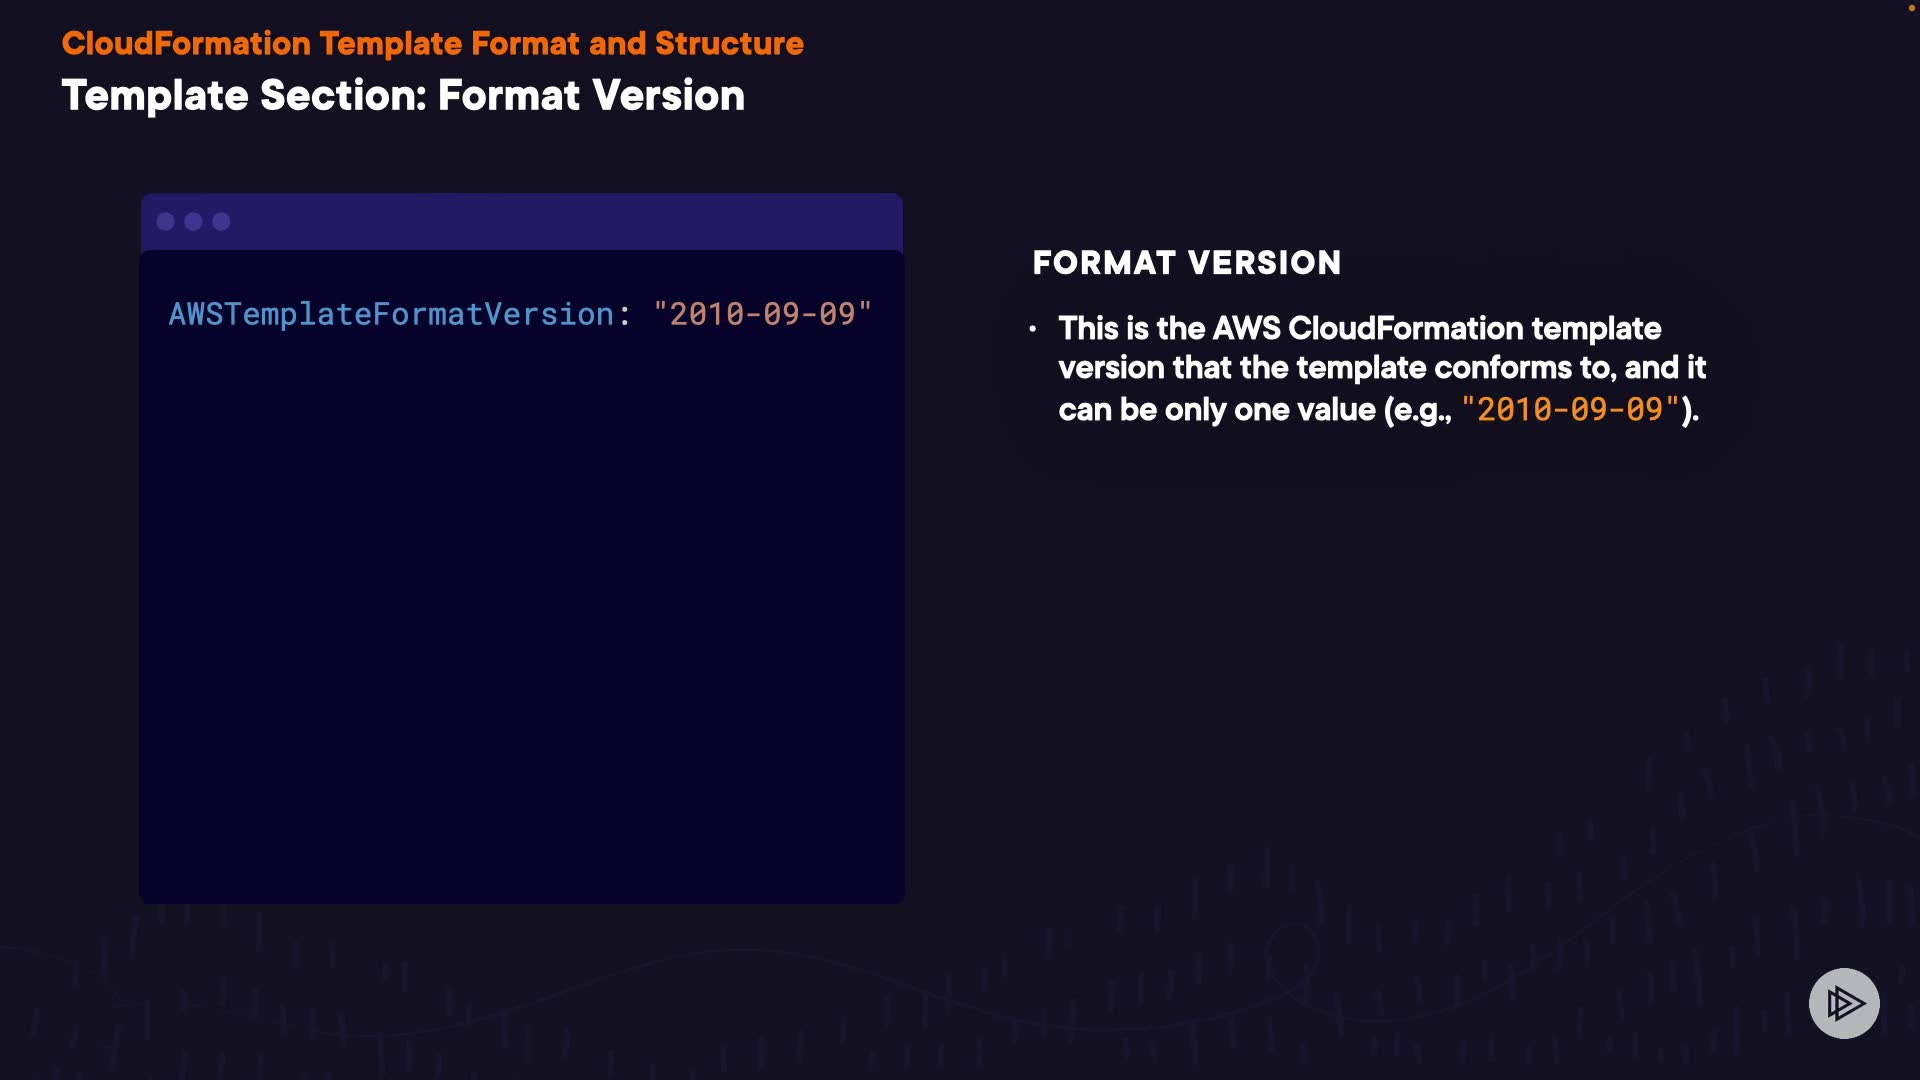 CloudFormation Template Format and Structure
Template Section: Format Version
AWSTemplateFormatVersion: "2010-09-09"
FORMAT VERSION
• This is the AWS CloudFormation template
version that the template conforms to, and it
can be only one value (e.g., "2010-09-09").